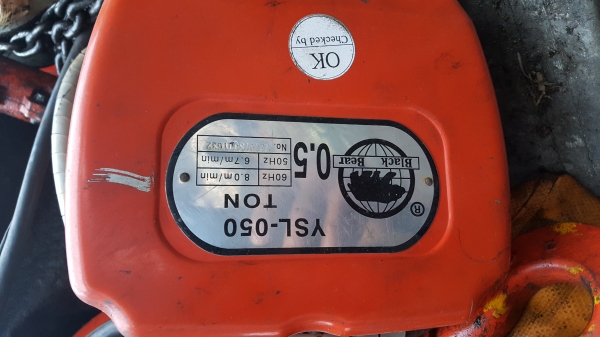 YSL-050
0.5 TON
60Hz 8.0m/min
50Hz 6.7m/min
No.
Black Bear
®
OK
Checked by